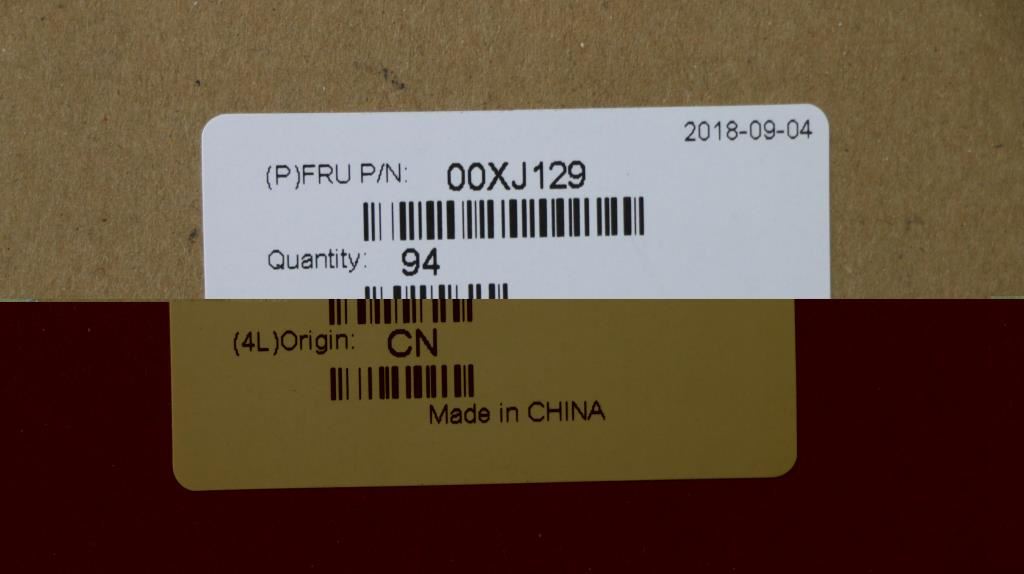 2018-09-04
(P)FRU P/N: 00XJ129
Quantity: 94
(4L)Origin: CN
Made in CHINA